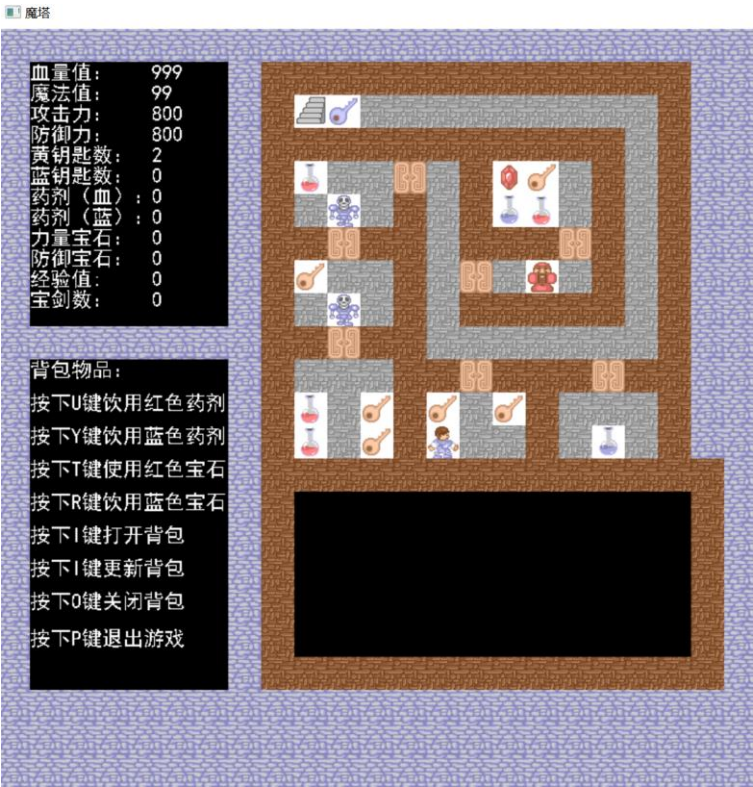 魔塔
血量值: 999
魔法值: 99
攻击力: 800
防御力: 800
黄钥匙数: 2
蓝钥匙数: 0
药剂（血）: 0
药剂（蓝）: 0
力量宝石: 0
防御宝石: 0
经验值: 0
宝剑数: 0
背包物品:
按下U键饮用红色药剂
按下Y键饮用蓝色药剂
按下T键使用红色宝石
按下R键饮用蓝色宝石
按下I键打开背包
按下I键更新背包
按下O键关闭背包
按下P键退出游戏